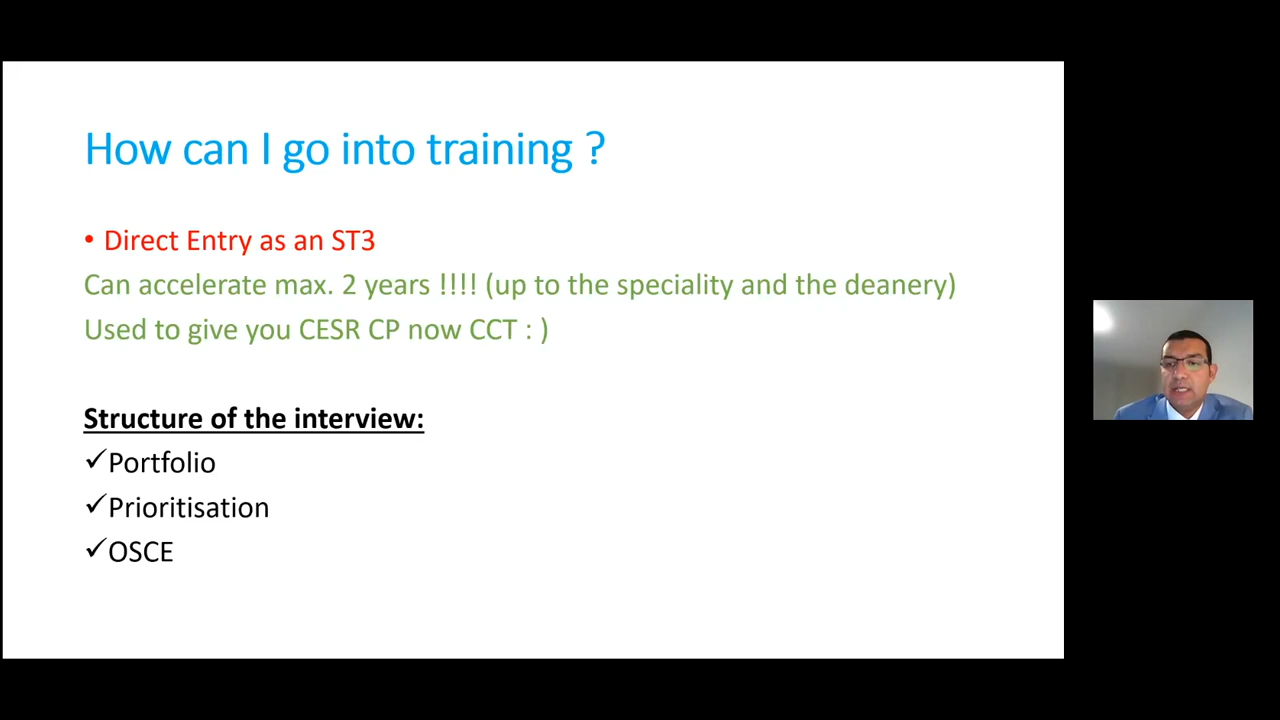 How can I go into training ?
• Direct Entry as an ST3
Can accelerate max. 2 years !!!! (up to the speciality and the deanery)
Used to give you CESR CP now CCT : )
Structure of the interview:
✓Portfolio
✓Prioritisation
✓OSCE